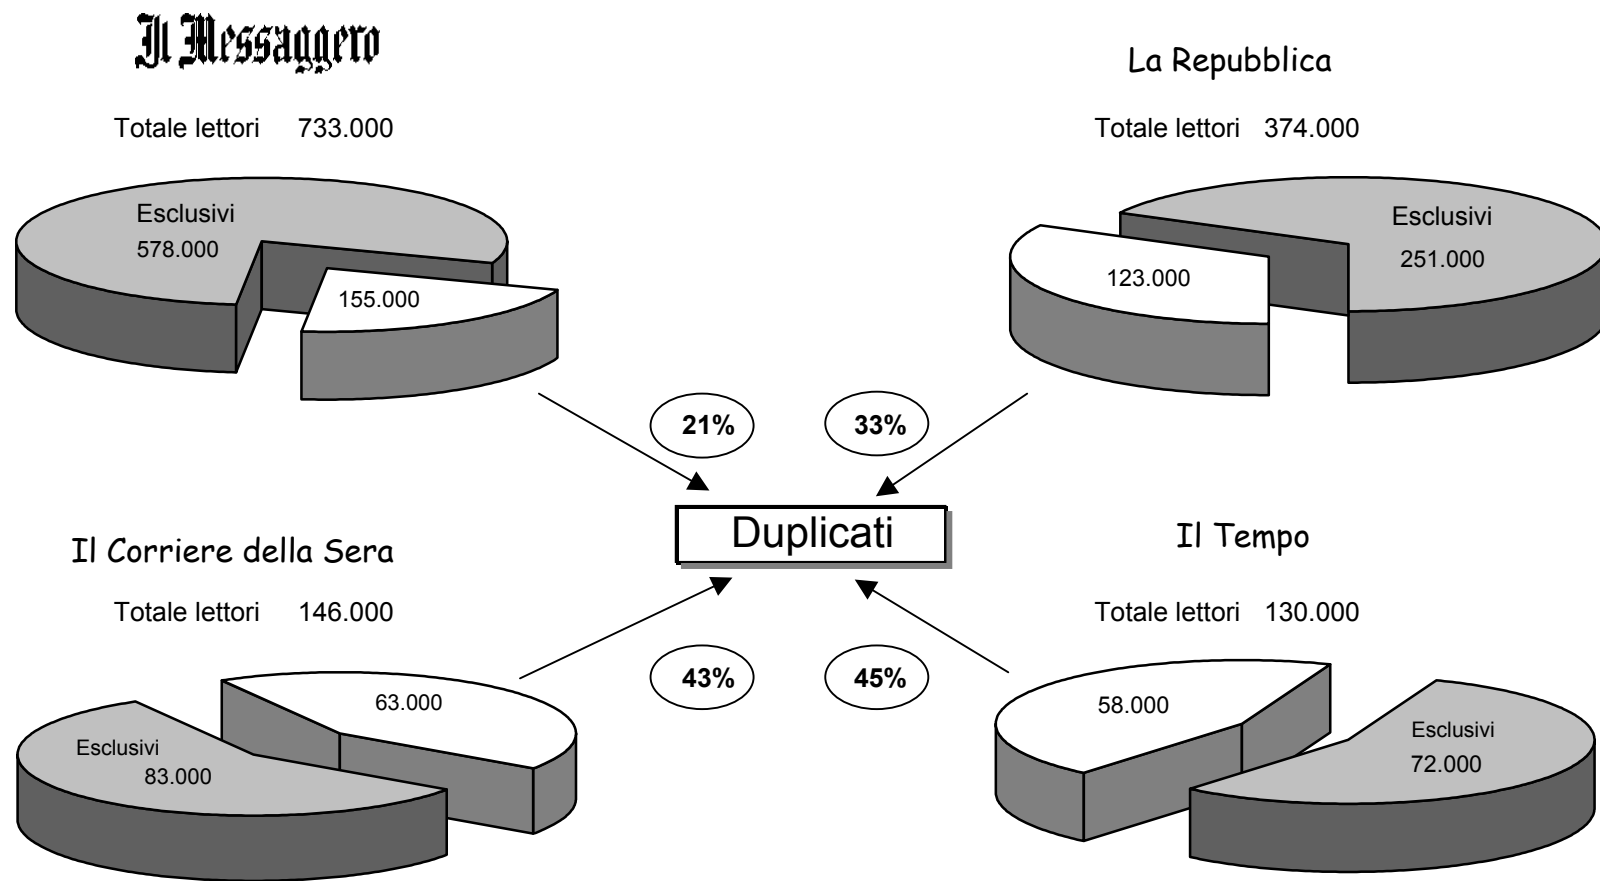 Il Messaggero
Totale lettori 733.000
Esclusivi
578.000
155.000
La Repubblica
Totale lettori 374.000
Esclusivi
251.000
123.000
21%
33%
Duplicati
Il Corriere della Sera
Totale lettori 146.000
63.000
Esclusivi
83.000
43%
45%
Il Tempo
Totale lettori 130.000
58.000
Esclusivi
72.000